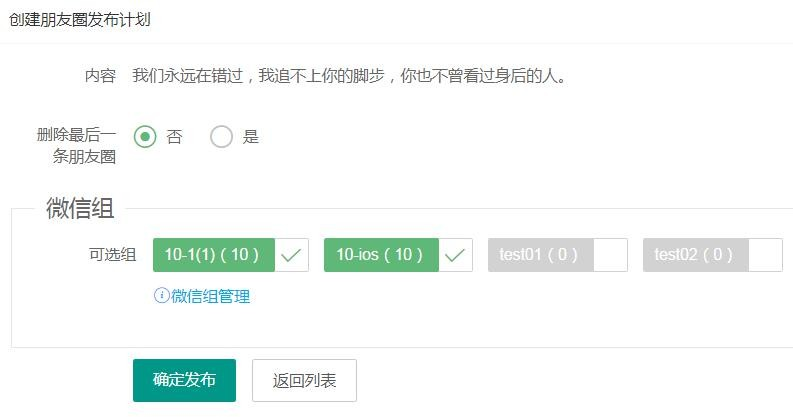 创建朋友圈发布计划
内容 我们永远在错过，我追不上你的脚步，你也不曾看过身后的人。
删除最后一
条朋友圈
否 是
微信组
可选组 10-1(1)（10） 10-ios（10） test01（0） test02（0）
微信组管理
确定发布 返回列表